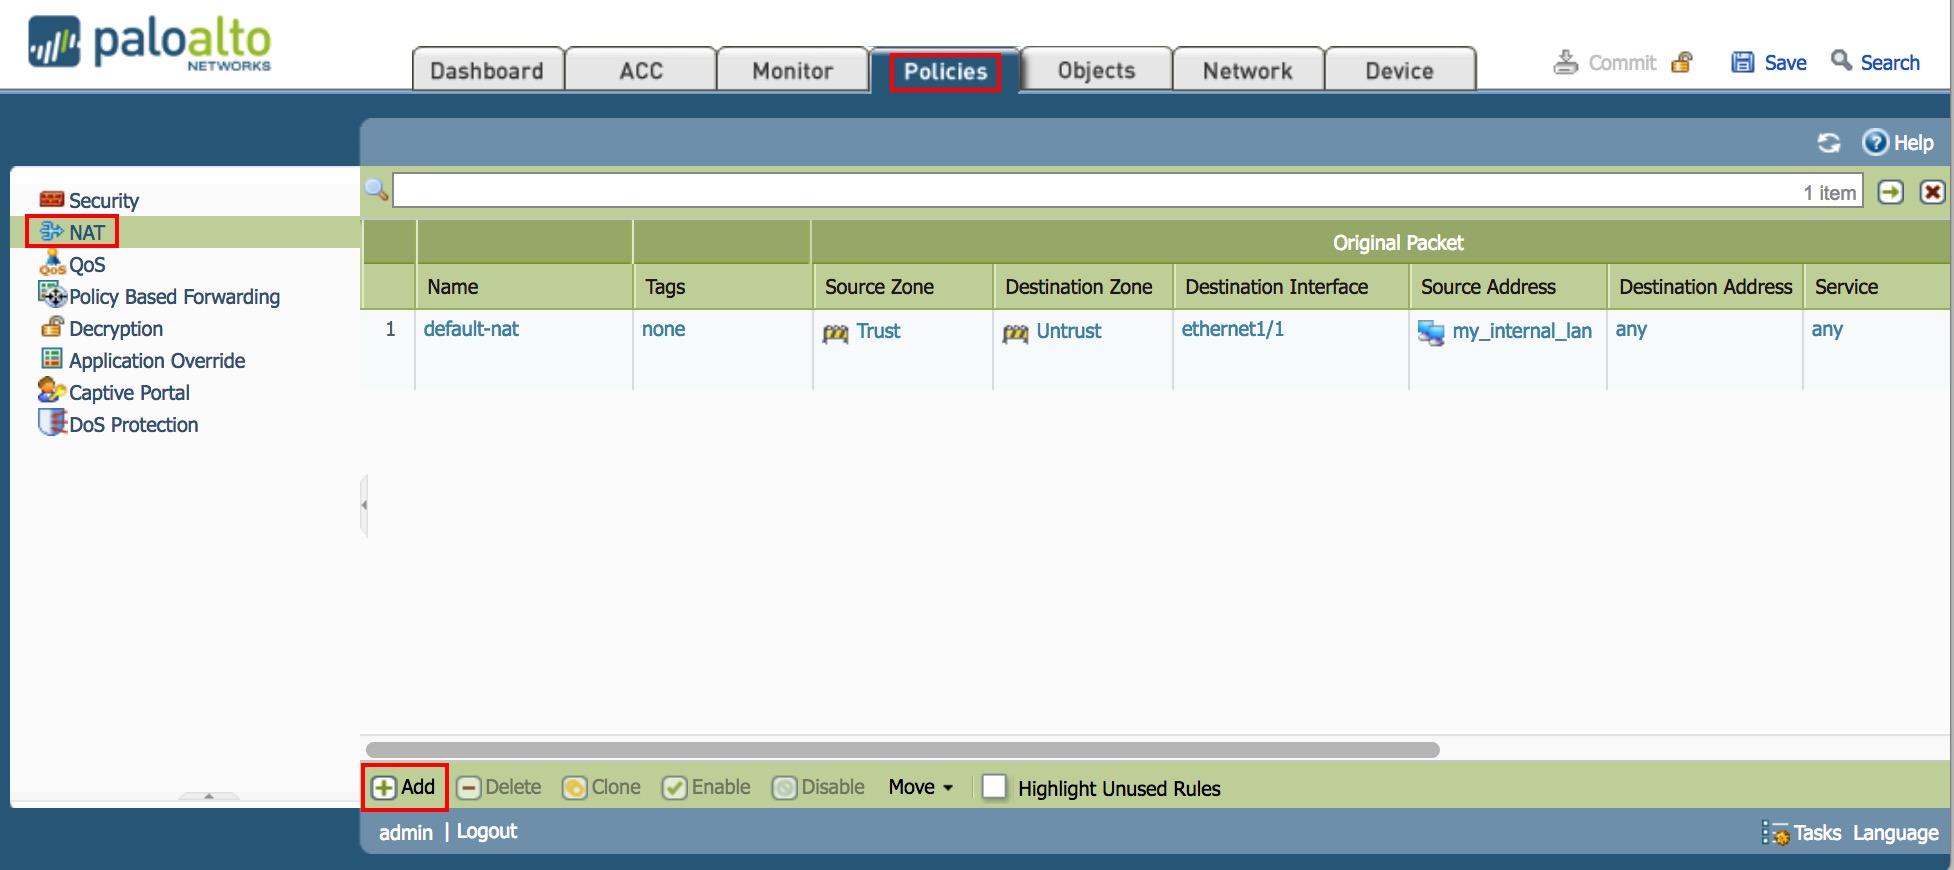 paloalto
NETWORKS
Dashboard ACC Monitor Policies Objects Network Device Commit Save Search
Help
1 item
Security
NAT
QoS
Policy Based Forwarding
Decryption
Application Override
Captive Portal
DoS Protection
Original Packet
Name Tags Source Zone Destination Zone Destination Interface Source Address Destination Address Service
1 default-nat none Trust Untrust ethernet1/1 my_internal_lan any any
Add Delete Clone Enable Disable Move Highlight Unused Rules
admin | Logout Tasks Language